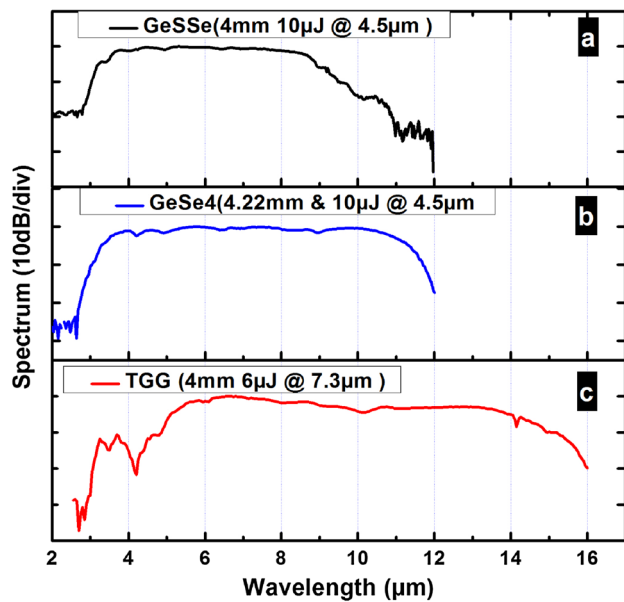 GeSSe(4mm 10µJ @ 4.5µm )
a
GeSe4(4.22mm & 10µJ @ 4.5µm
b
TGG (4mm 6µJ @ 7.3µm )
c
Spectrum (10dB/div)
2 4 6 8 10 12 14 16
Wavelength (µm)